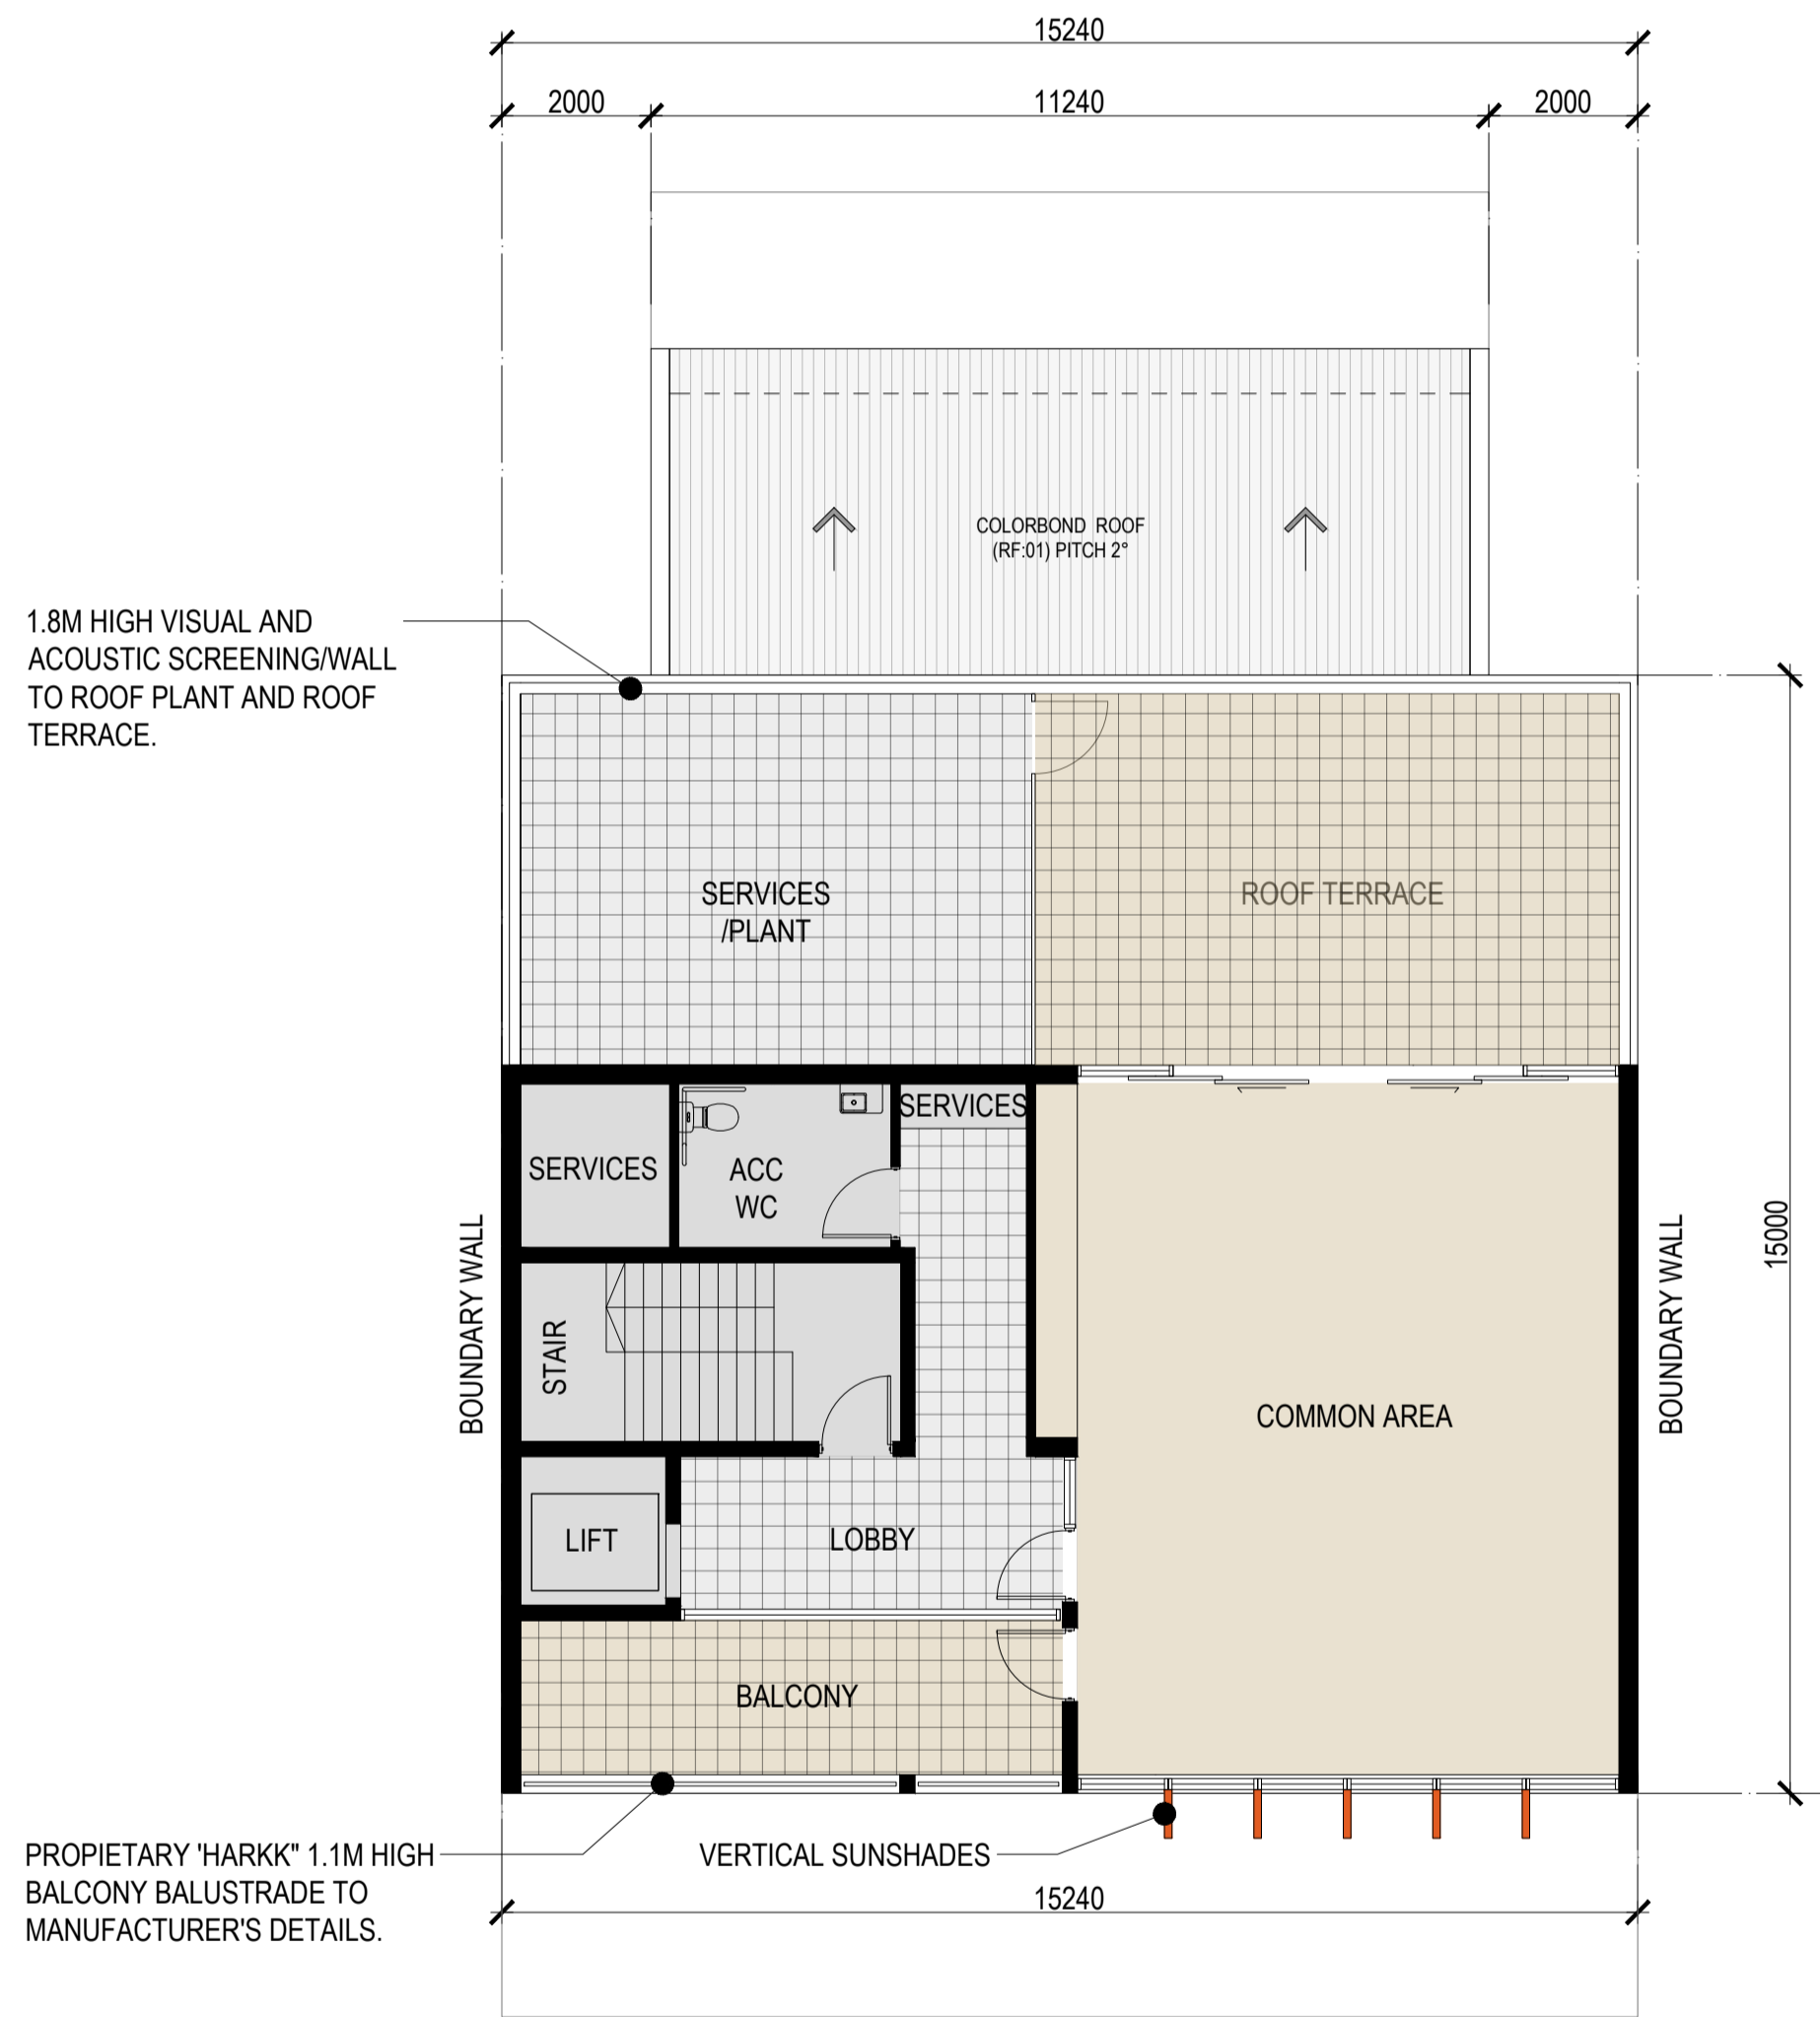 15240
2000
11240
2000
COLORBOND ROOF
(RF:01) PITCH 2°
1.8M HIGH VISUAL AND
ACOUSTIC SCREENING/WALL
TO ROOF PLANT AND ROOF
TERRACE.
SERVICES
/PLANT
ROOF TERRACE
SERVICES
SERVICES
ACC
WC
BOUNDARY WALL
STAIR
COMMON AREA
BOUNDARY WALL
15000
LIFT
LOBBY
BALCONY
PROPIETARY 'HARKK" 1.1M HIGH
BALCONY BALUSTRADE TO
MANUFACTURER'S DETAILS.
VERTICAL SUNSHADES
15240